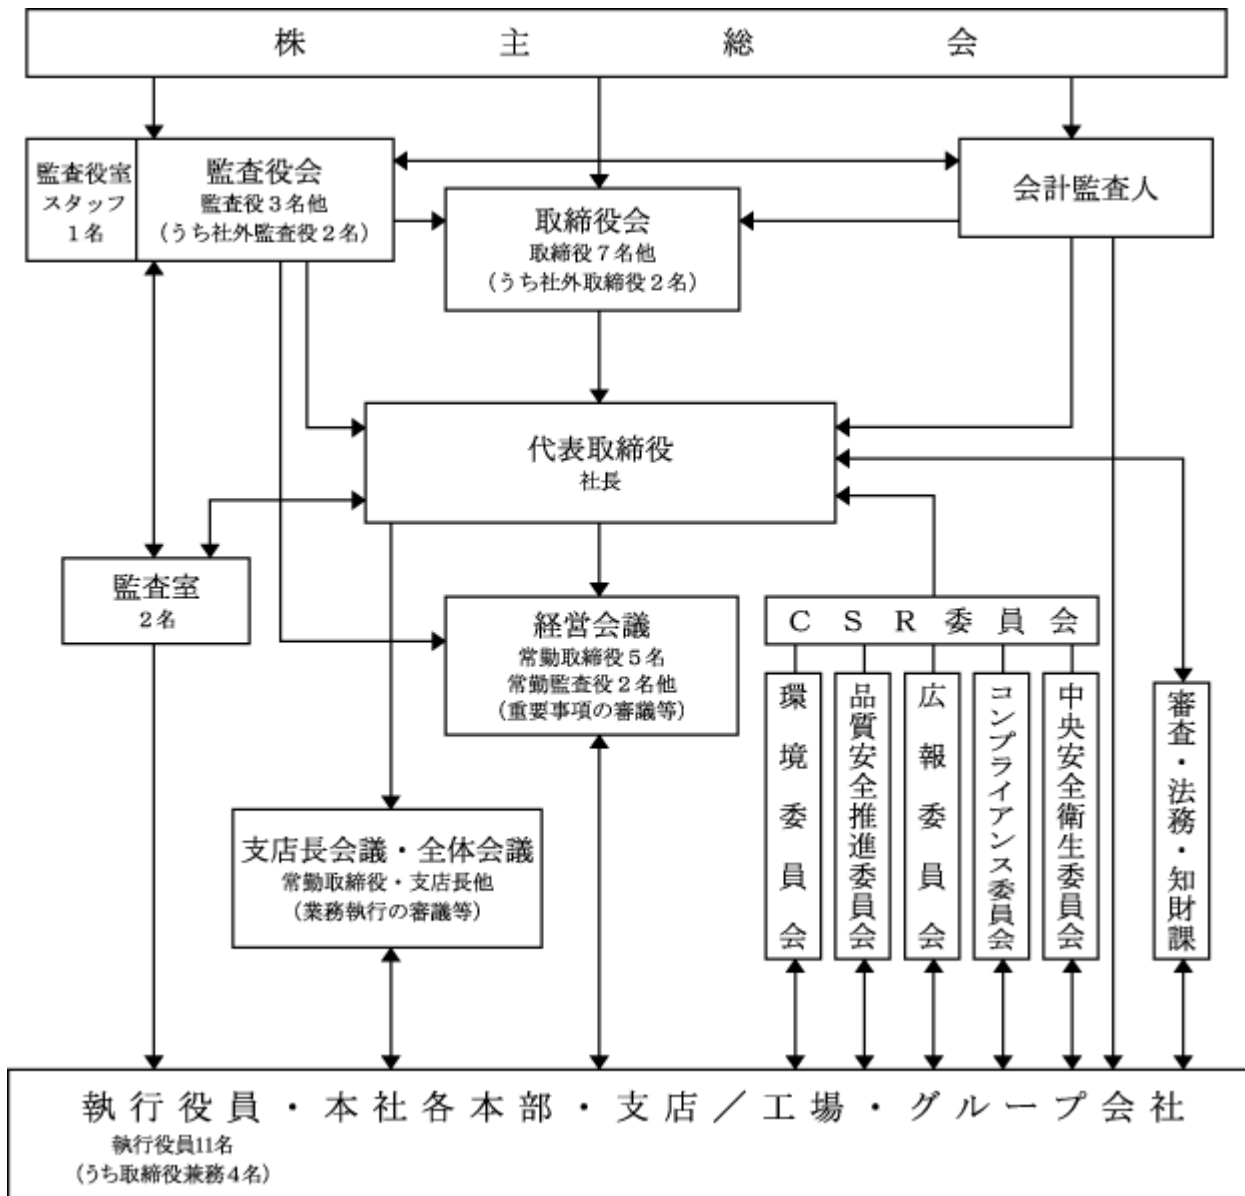 株主総会
監査役室
スタッフ
1名
監査役会
監査役3名他
(うち社外監査役2名)
取締役会
取締役7名他
(うち社外取締役2名)
会計監査人
代表取締役
社長
監査室
2名
経営会議
常勤取締役5名
常勤監査役2名他
(重要事項の審議等)
CSR委員会
環境委員会
品質安全推進委員会
広報委員会
コンプライアンス委員会
中央安全衛生委員会
審査・法務・知財課
支店長会議・全体会議
常勤取締役・支店長他
(業務執行の審議等)
執行役員・本社各本部・支店/工場・グループ会社
執行役員11名
(うち取締役兼務4名)